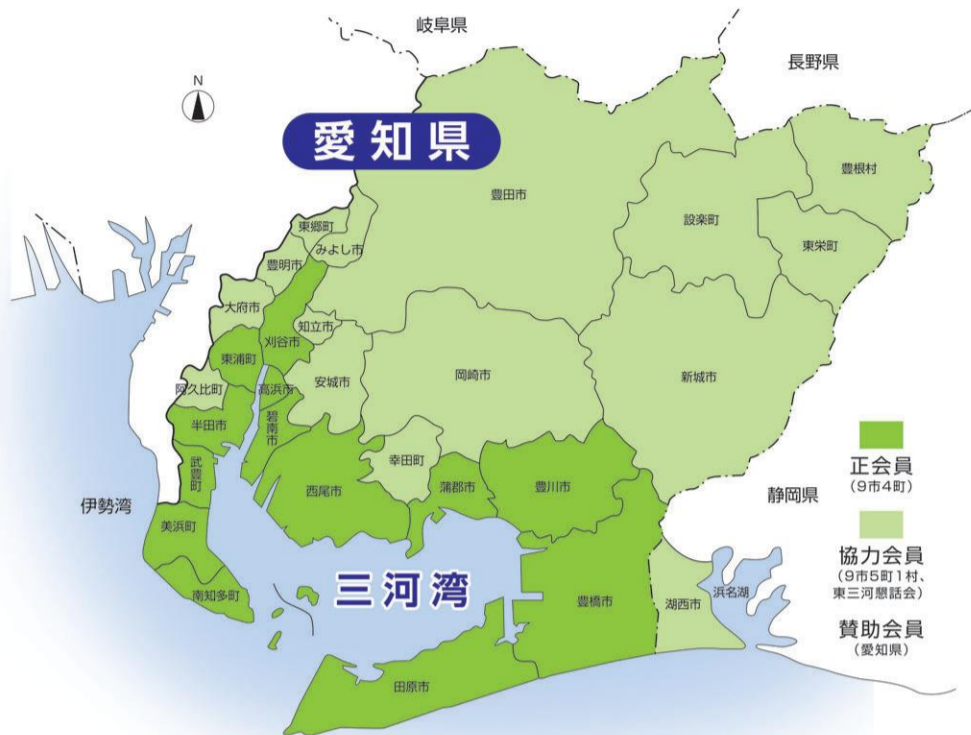 岐阜県
長野県
N
愛知県
豊根村
豊田市
設楽町
東郷町
東栄町
みよし市
豊明市
大府市
知立市
刈谷市
東浦町
岡崎市
新城市
阿久比町
高浜市
安城市
半田市
碧南市
幸田町
武豊町
西尾市
蒲郡市
豊川市
正会員
(9市4町)
静岡県
伊勢湾
美浜町
協力会員
(9市5町1村、
東三河懇話会)
三河湾
南知多町
豊橋市
湖西市
浜名湖
賛助会員
(愛知県)
田原市